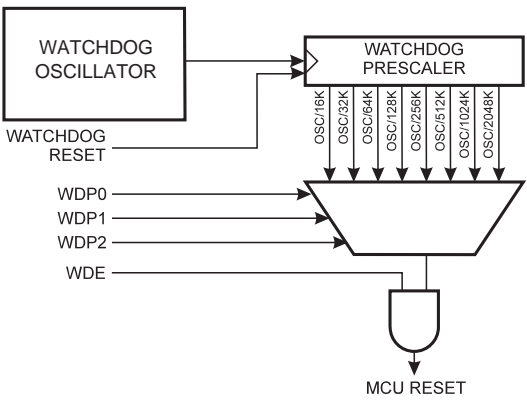 WATCHDOG
OSCILLATOR
WATCHDOG
PRESCALER
WATCHDOG
RESET
OSC/16K
OSC/32K
OSC/64K
OSC/128K
OSC/256K
OSC/512K
OSC/1024K
OSC/2048K
WDP0
WDP1
WDP2
WDE
MCU RESET